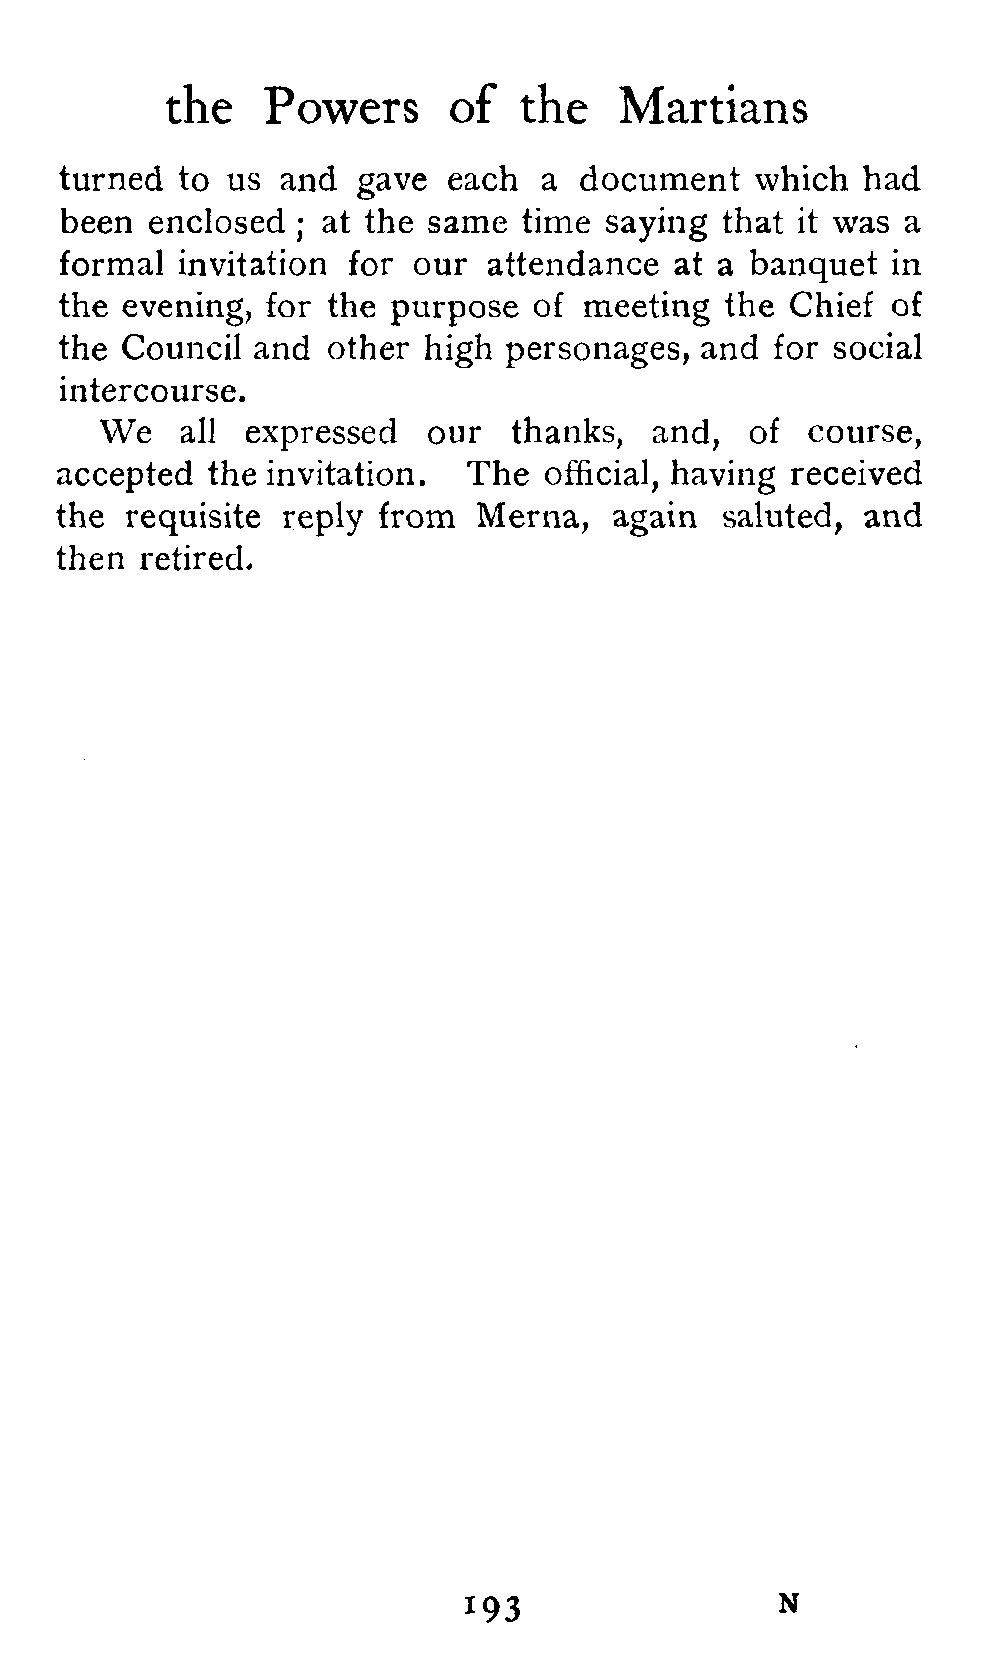 the Powers of the Martians
turned to us and gave each a document which had
been enclosed ; at the same time saying that it was a
formal invitation for our attendance at a banquet in
the evening, for the purpose of meeting the Chief of
the Council and other high personages, and for social
intercourse.
We all expressed our thanks, and, of course,
accepted the invitation. The official, having received
the requisite reply from Merna, again saluted, and
then retired.
193 N